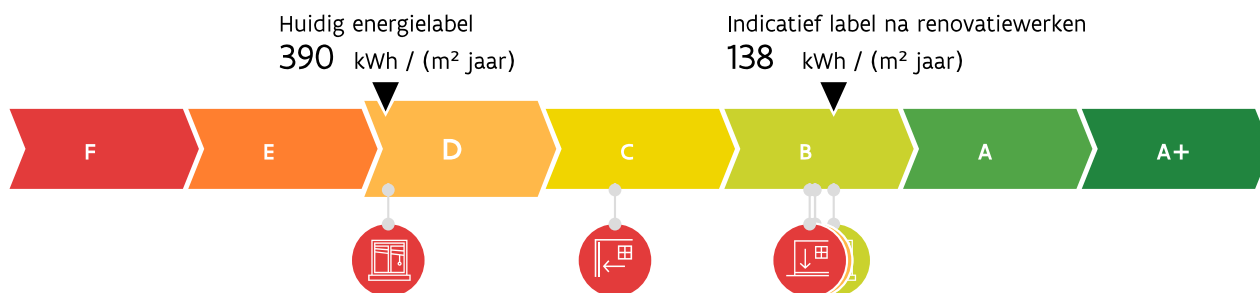 Huidig energielabel
390 kWh / (m² jaar)
Indicatief label na renovatiewerken
138 kWh / (m² jaar)
F E D C B A A+